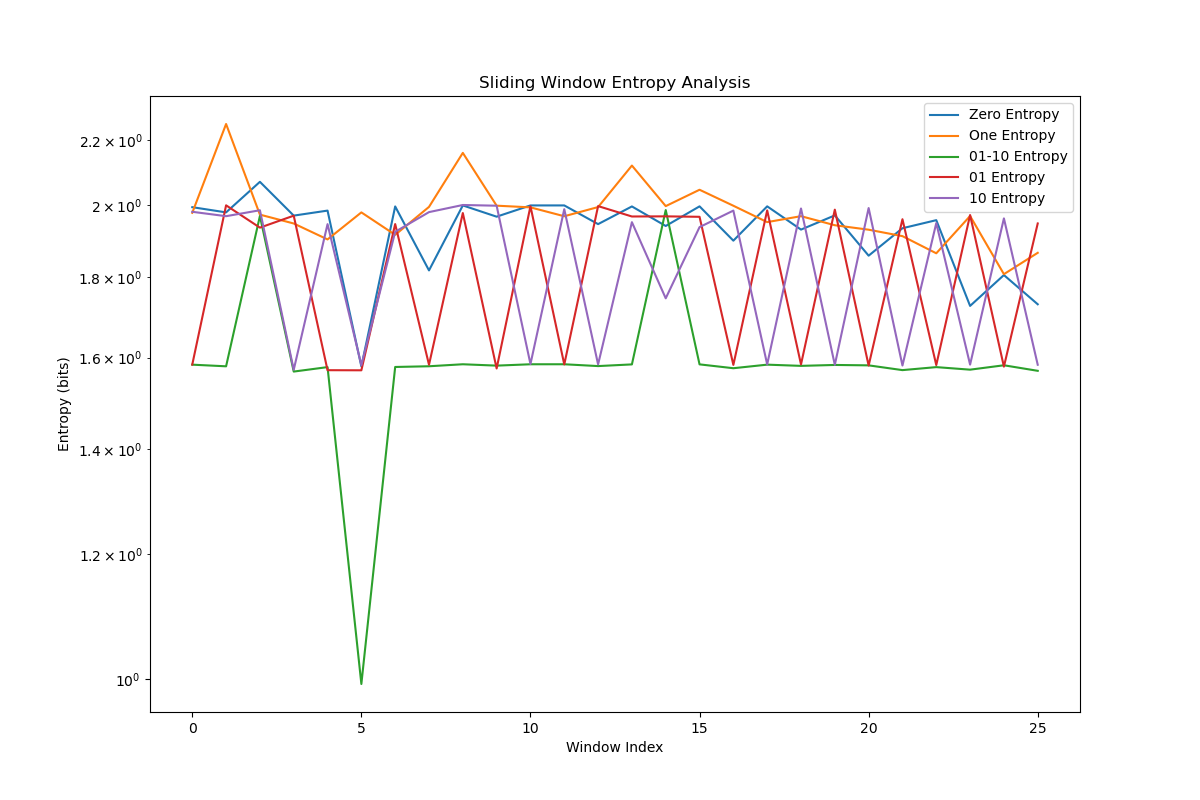 Sliding Window Entropy Analysis
Zero Entropy
One Entropy
01-10 Entropy
01 Entropy
10 Entropy
Entropy (bits)
2.2 × 10⁰
2 × 10⁰
1.8 × 10⁰
1.6 × 10⁰
1.4 × 10⁰
1.2 × 10⁰
10⁰
0 5 10 15 20 25
Window Index